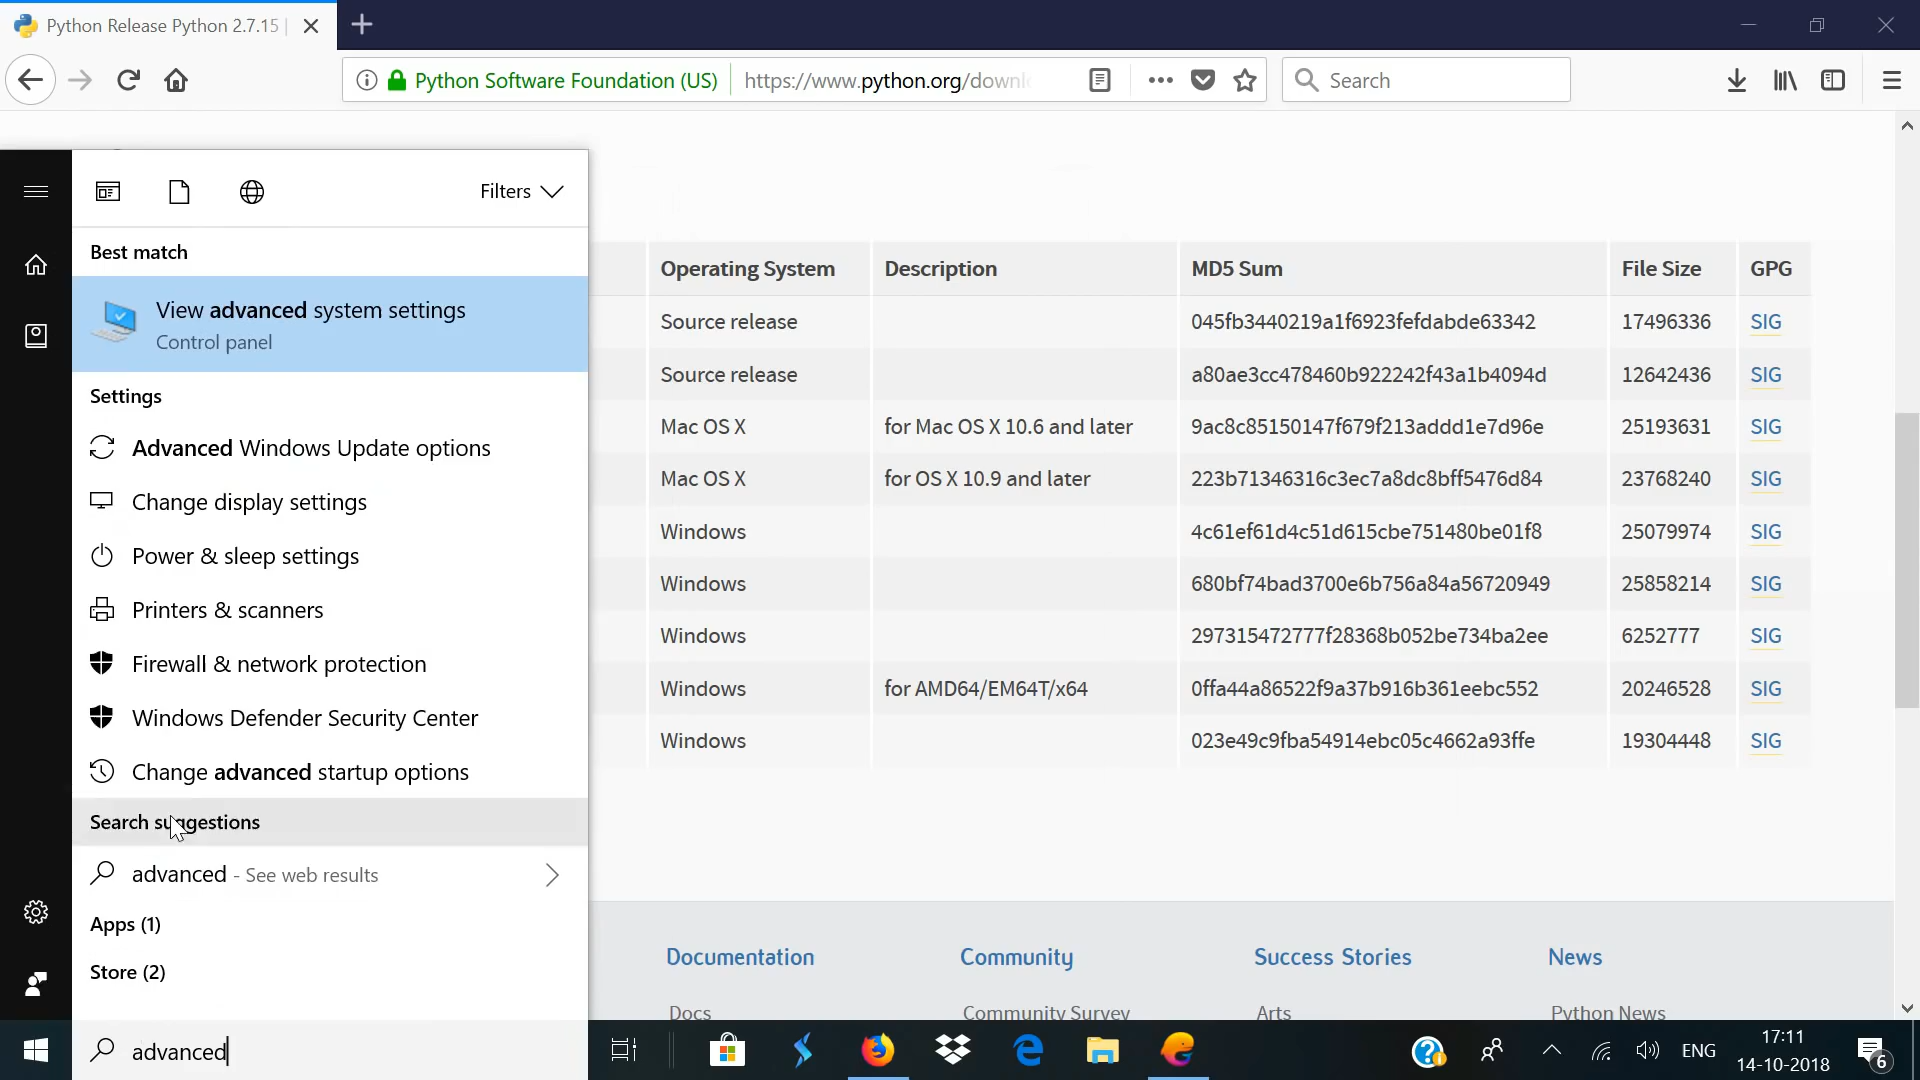 Python Release Python 2.7.15
Python Software Foundation (US)
https://www.python.org/downl
Search
Filters
Best match
View advanced system settings
Control panel
Settings
Advanced Windows Update options
Change display settings
Power & sleep settings
Printers & scanners
Firewall & network protection
Windows Defender Security Center
Change advanced startup options
Search suggestions
advanced - See web results
Apps (1)
Store (2)
advanced
Operating System Description MD5 Sum File Size GPG
Source release 045fb3440219a1f6923fefdabde63342 17496336 SIG
Source release a80ae3cc478460b922242f43a1b4094d 12642436 SIG
Mac OS X for Mac OS X 10.6 and later 9ac8c85150147f679f213addd1e7d96e 25193631 SIG
Mac OS X for OS X 10.9 and later 223b71346316c3ec7a8dc8bff5476d84 23768240 SIG
Windows 4c61ef61d4c51d615cbe751480be01f8 25079974 SIG
Windows 680bf74bad3700e6b756a84a56720949 25858214 SIG
Windows 297315472777f28368b052be734ba2ee 6252777 SIG
Windows for AMD64/EM64T/x64 0ffa44a86522f9a37b916b361eebc552 20246528 SIG
Windows 023e49c9fba54914ebc05c4662a93ffe 19304448 SIG
Documentation Community Success Stories News
Docs Community Survey Arts Python News
ENG
17:11
14-10-2018
6